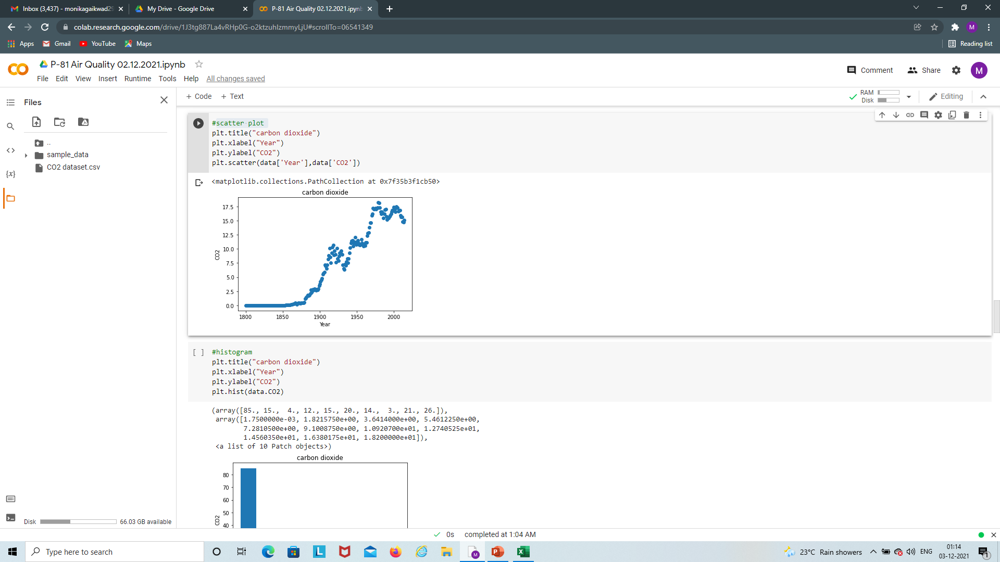 Inbox (3,437) - monikagaikwad29
My Drive - Google Drive
P-81 Air Quality 02.12.2021.ipynb
colab.research.google.com/drive/1J3tg887La4vRHp0G-o2ktzuhIzmmyLjU#scrollTo=06541349
M
Apps
Gmail
YouTube
Maps
Reading list
P-81 Air Quality 02.12.2021.ipynb
File Edit View Insert Runtime Tools Help All changes saved
Comment
Share
M
Files
+ Code + Text
RAM
Disk
Editing
..
sample_data
CO2 dataset.csv
{x}
#scatter plot
plt.title("carbon dioxide")
plt.xlabel("Year")
plt.ylabel("CO2")
plt.scatter(data['Year'],data['CO2'])
<matplotlib.collections.PathCollection at 0x7f35b3f1cb50>
carbon dioxide
17.5
15.0
12.5
10.0
7.5
5.0
2.5
0.0
CO2
1800 1850 1900 1950 2000
Year
[ ] #histogram
plt.title("carbon dioxide")
plt.xlabel("Year")
plt.ylabel("CO2")
plt.hist(data.CO2)
(array([85., 15.,  4., 12., 15., 20., 14.,  3., 21., 26.]),
array([1.7500000e-03, 1.8215750e+00, 3.6414000e+00, 5.4612250e+00,
7.2810500e+00, 9.1008750e+00, 1.0920700e+01, 1.2740525e+01,
1.4560350e+01, 1.6380175e+01, 1.8200000e+01]),
<a list of 10 Patch objects>)
carbon dioxide
80
70
60
50
40
CO2
Disk
66.03 GB available
0s completed at 1:04 AM
Type here to search
L
M
P
X
23°C Rain showers
ENG
01:14
03-12-2021
1